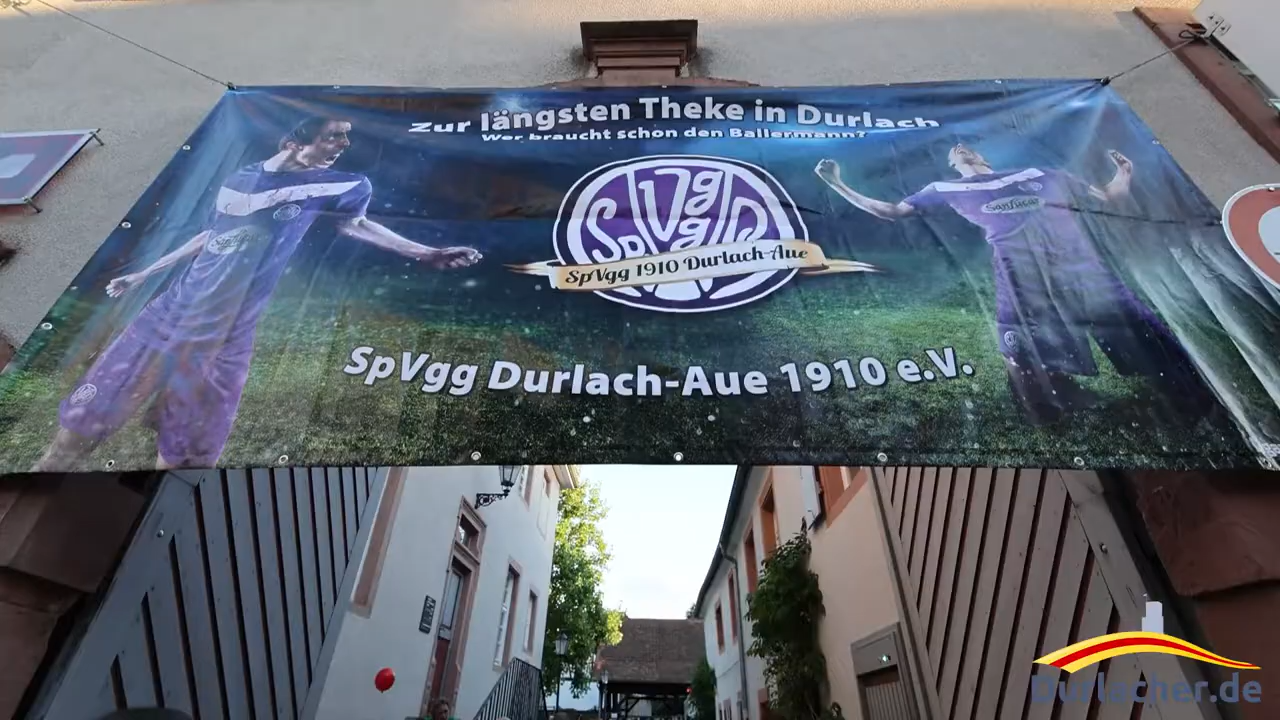 Zur längsten Theke in Durlach
Wer braucht schon den Ballermann?
SpVgg
SpVgg 1910 Durlach-Aue
SpVgg Durlach-Aue 1910 e.V.
Durlacher.de